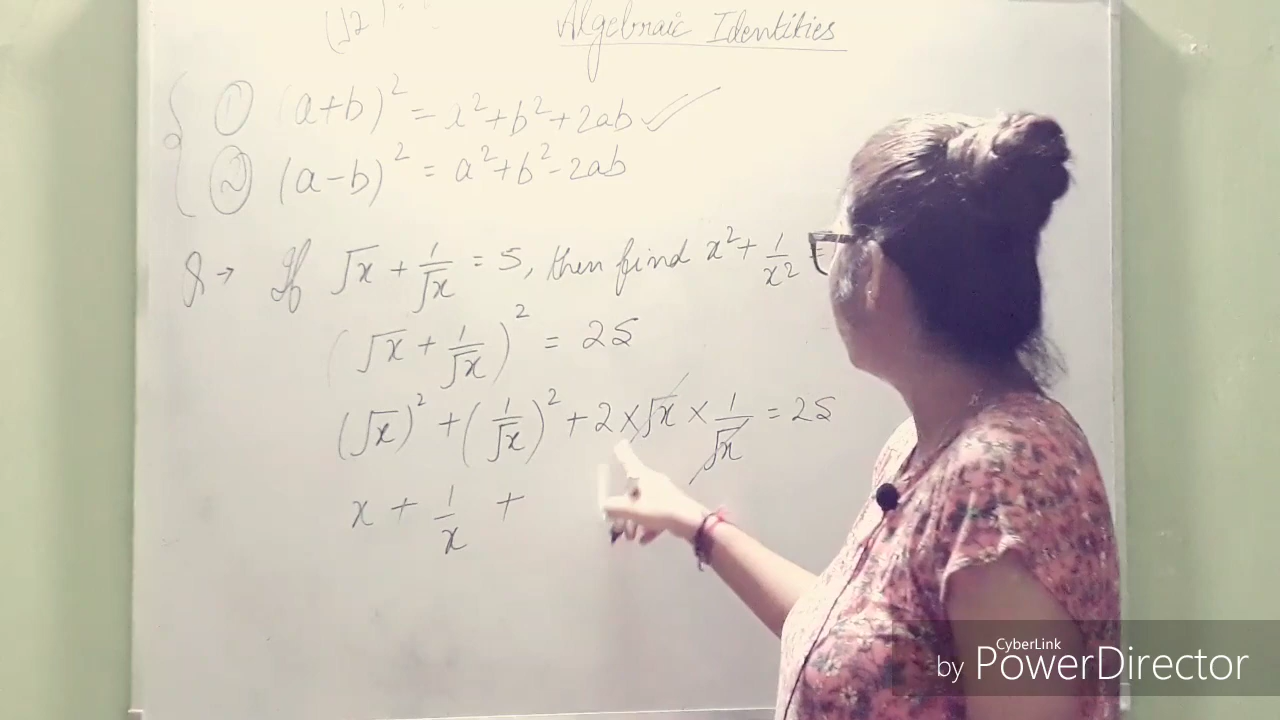 (√2)
Algebraic Identities
① (a+b)² = a²+b²+2ab ✓
② (a-b)² = a²+b²-2ab
Q → If √x + 1/√x = 5, then find x² + 1/x² =
(√x + 1/√x)² = 25
(√x)² + (1/√x)² + 2×√x × 1/√x = 25
x + 1/x +
CyberLink
by PowerDirector